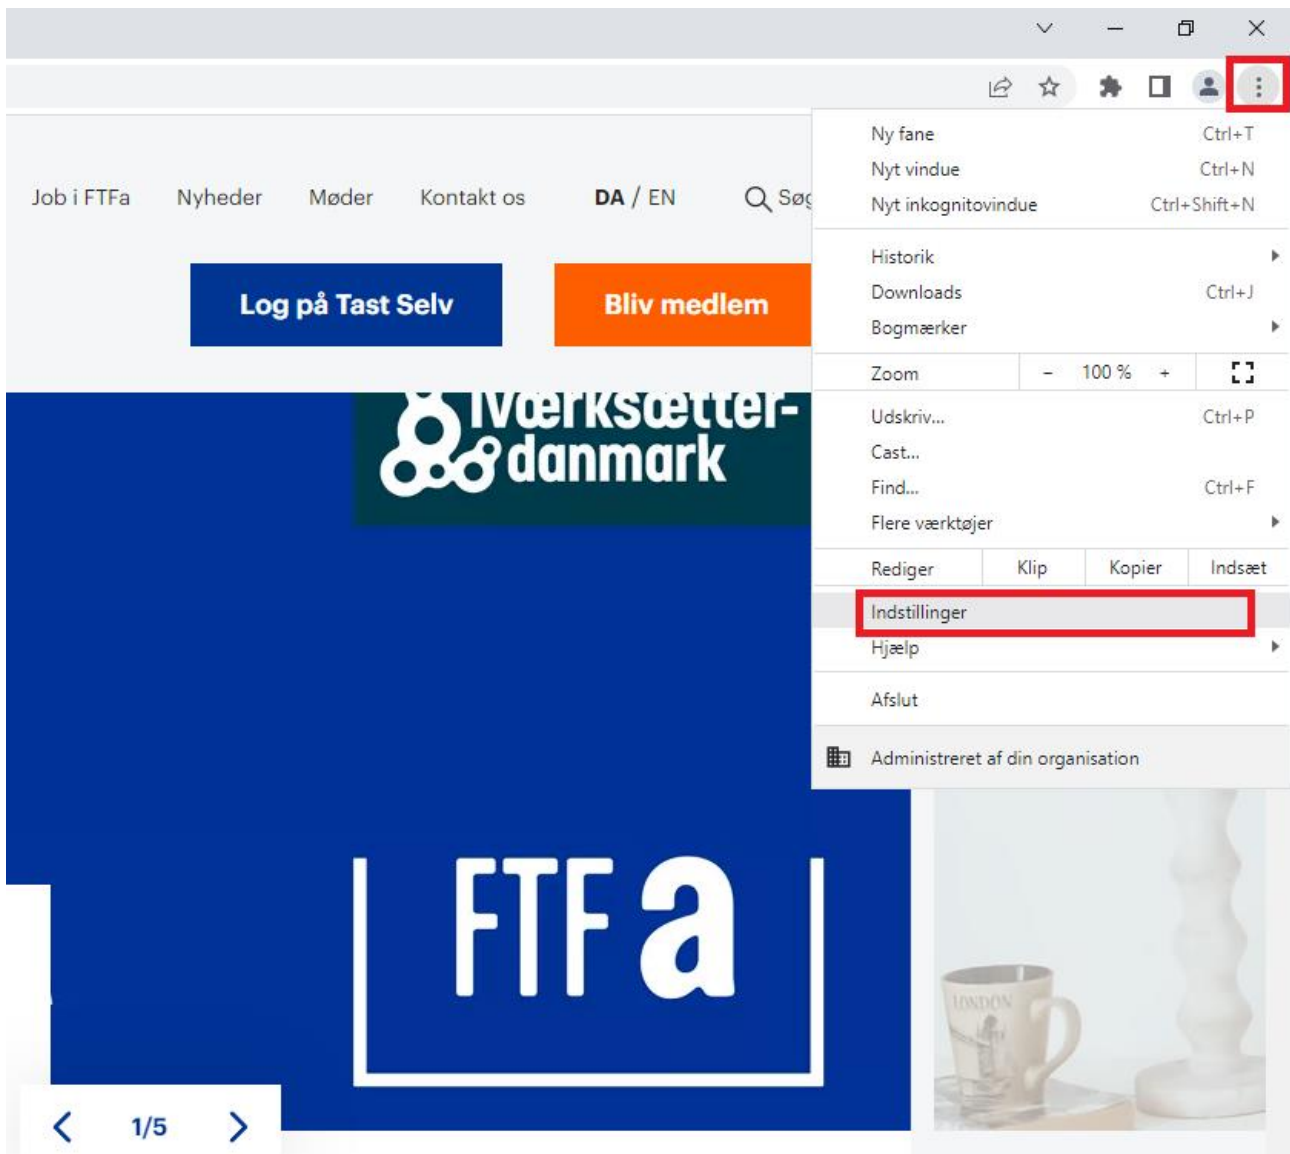 Job i FTFa Nyheder Møder Kontakt os DA / EN Søg
Log på Tast Selv Bliv medlem
Iværksætter-
danmark
Ny fane Ctrl+T
Nyt vindue Ctrl+N
Nyt inkognitovindue Ctrl+Shift+N
Historik
Downloads Ctrl+J
Bogmærker
Zoom - 100 % +
Udskriv... Ctrl+P
Cast...
Find... Ctrl+F
Flere værktøjer
Rediger Klip Kopier Indsæt
Indstillinger
Hjælp
Afslut
Administreret af din organisation
FTFa
LONDON
1/5